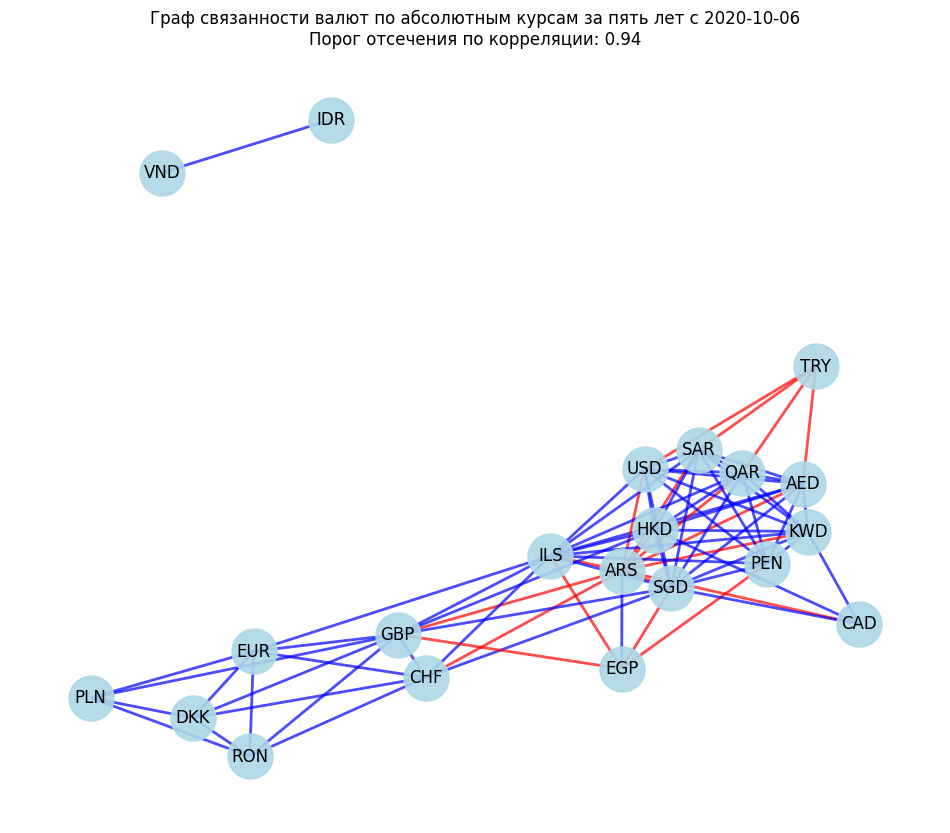 Граф связанности валют по абсолютным курсам за пять лет с 2020-10-06
Порог отсечения по корреляции: 0.94
IDR
VND
TRY
SAR
USD
QAR
AED
HKD
KWD
ILS
PEN
ARS
SGD
CAD
GBP
EUR
EGP
CHF
PLN
DKK
RON